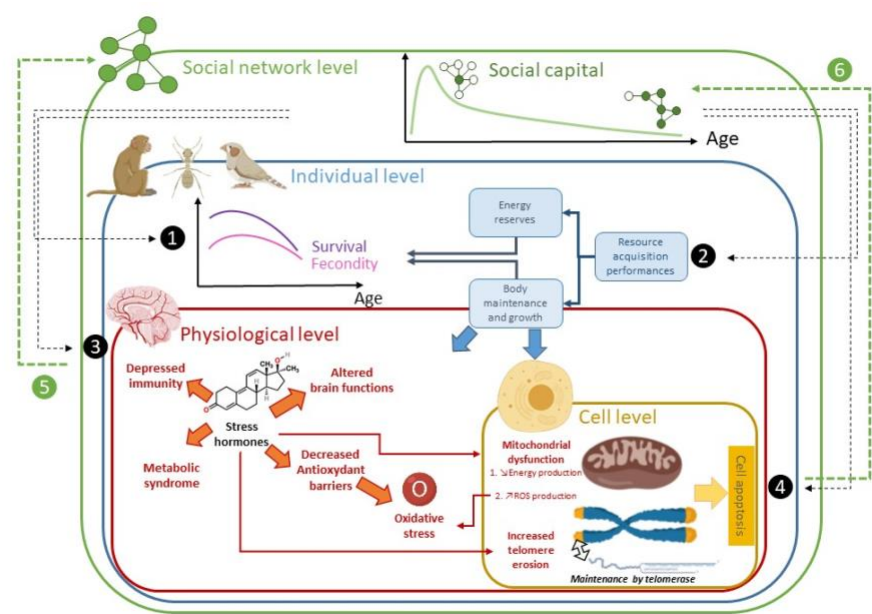 Social network level
Social capital
6
Age
Individual level
1
Survival
Fecondity
Age
Energy
reserves
Resource
acquisition
performances
2
Body
maintenance
and growth
3
5
Physiological level
Depressed
immunity
O
H
CH₃
CH₃
H
H
H
O
Altered
brain functions
Stress
hormones
Metabolic
syndrome
Decreased
Antioxydant
barriers
O
Oxidative
stress
Cell level
Mitochondrial
dysfunction
1. ↘Energy production
2. ↗ROS production
Increased
telomere
erosion
Maintenance by telomerase
Cell apoptosis
4